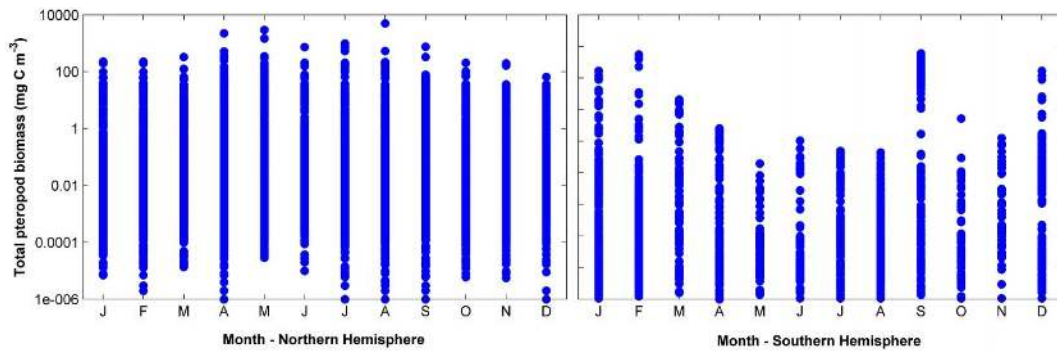 Total pteropod biomass (mg C m⁻³)
10000
100
1
0.01
0.0001
1e-006
J F M A M J J A S O N D
Month - Northern Hemisphere
J F M A M J J A S O N D
Month - Southern Hemisphere